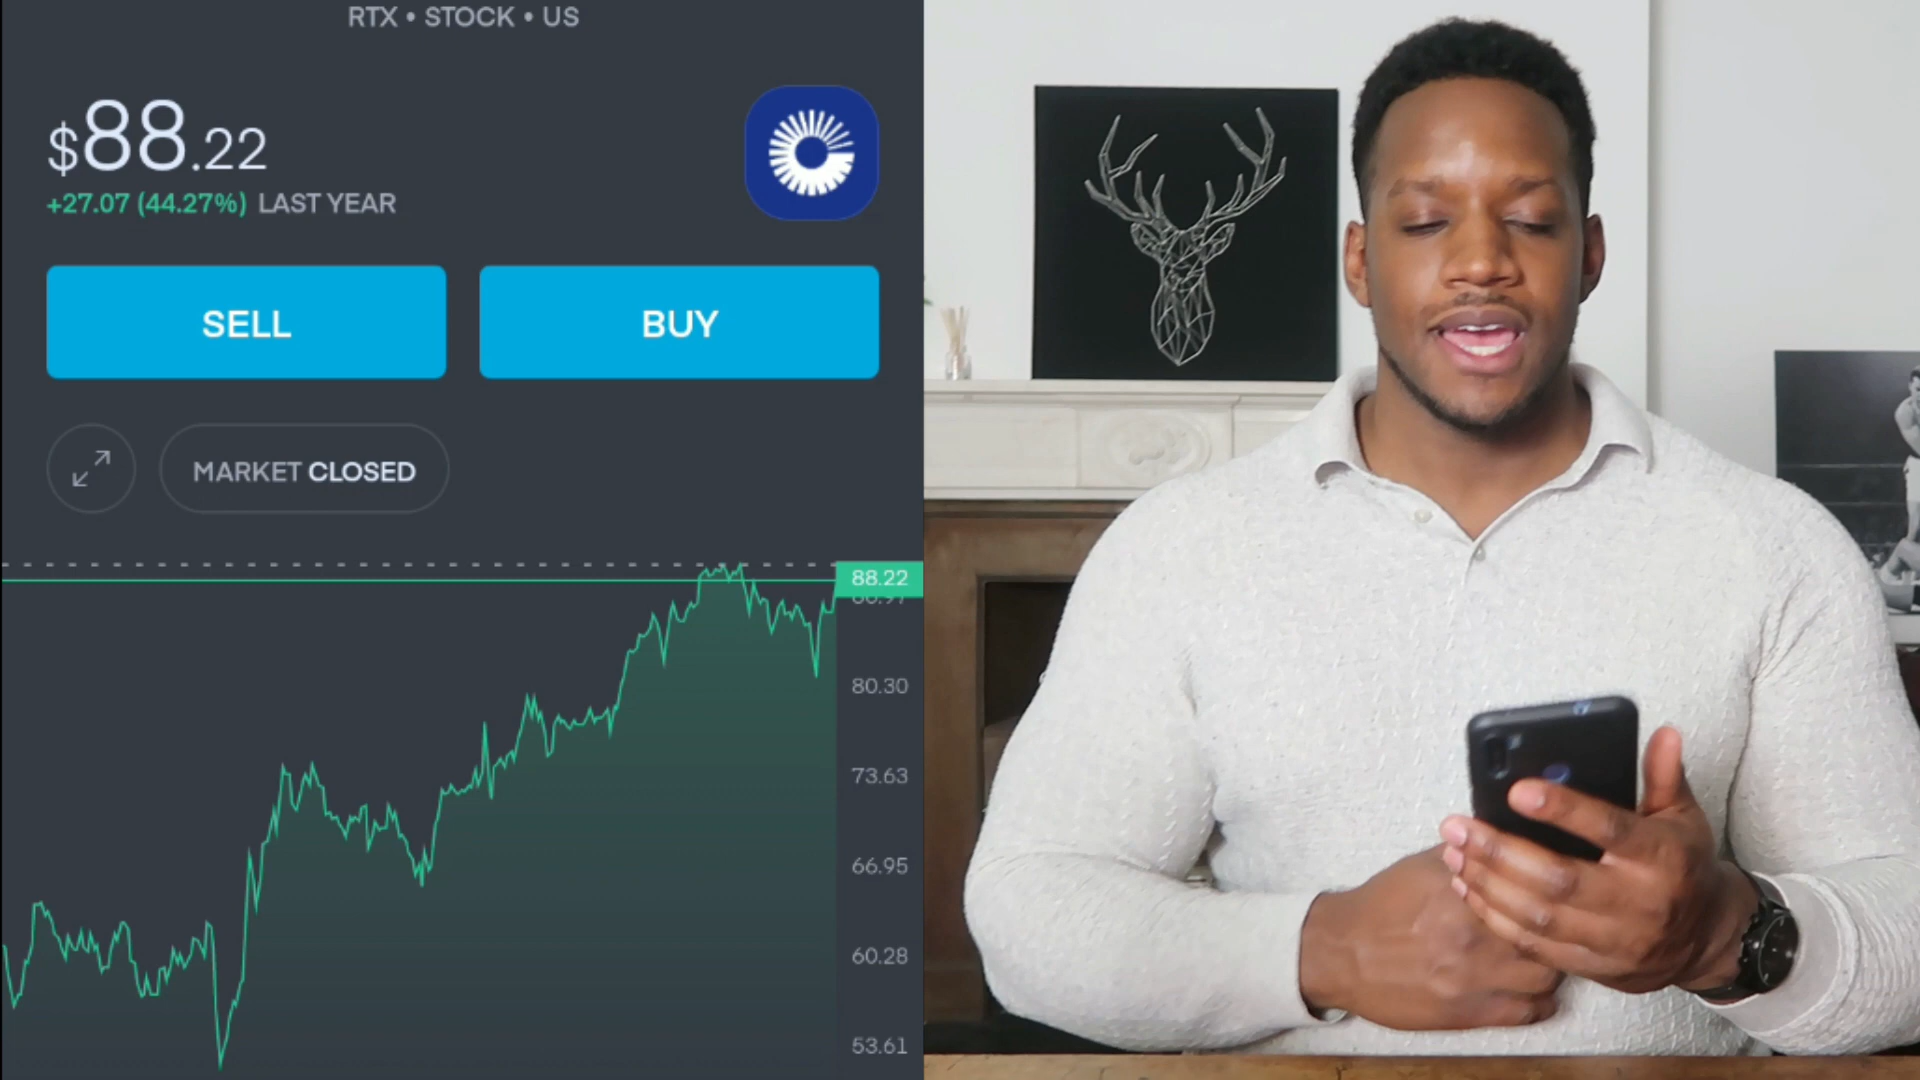 RTX • STOCK • US
$88.22
+27.07 (44.27%) LAST YEAR
SELL
BUY
MARKET CLOSED
88.22
80.30
73.63
66.95
60.28
53.61